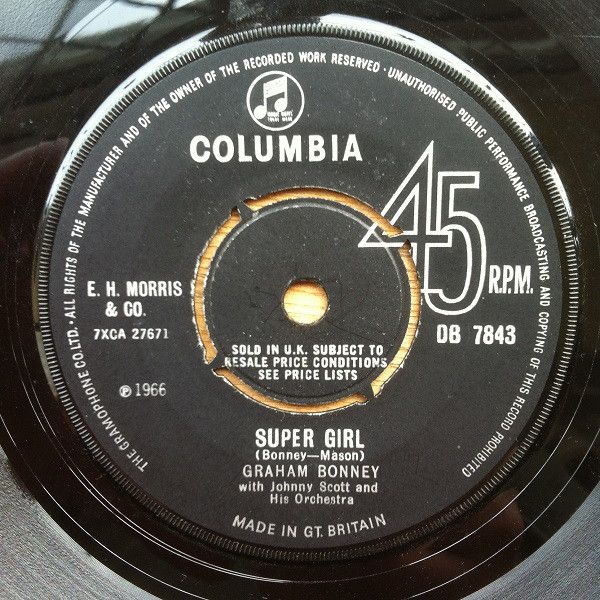 THE GRAMOPHONE CO. LTD. · ALL RIGHTS OF THE MANUFACTURER AND OF THE OWNER OF THE RECORDED WORK RESERVED · UNAUTHORISED PUBLIC PERFORMANCE BROADCASTING AND COPYING OF THIS RECORD PROHIBITED
COLUMBIA
45
R.P.M.
E. H. MORRIS
& CO.
7XCA 27671
DB 7843
SOLD IN U.K. SUBJECT TO
RESALE PRICE CONDITIONS,
SEE PRICE LISTS
℗ 1966
SUPER GIRL
(Bonney—Mason)
GRAHAM BONNEY
with Johnny Scott and
His Orchestra
MADE IN GT. BRITAIN